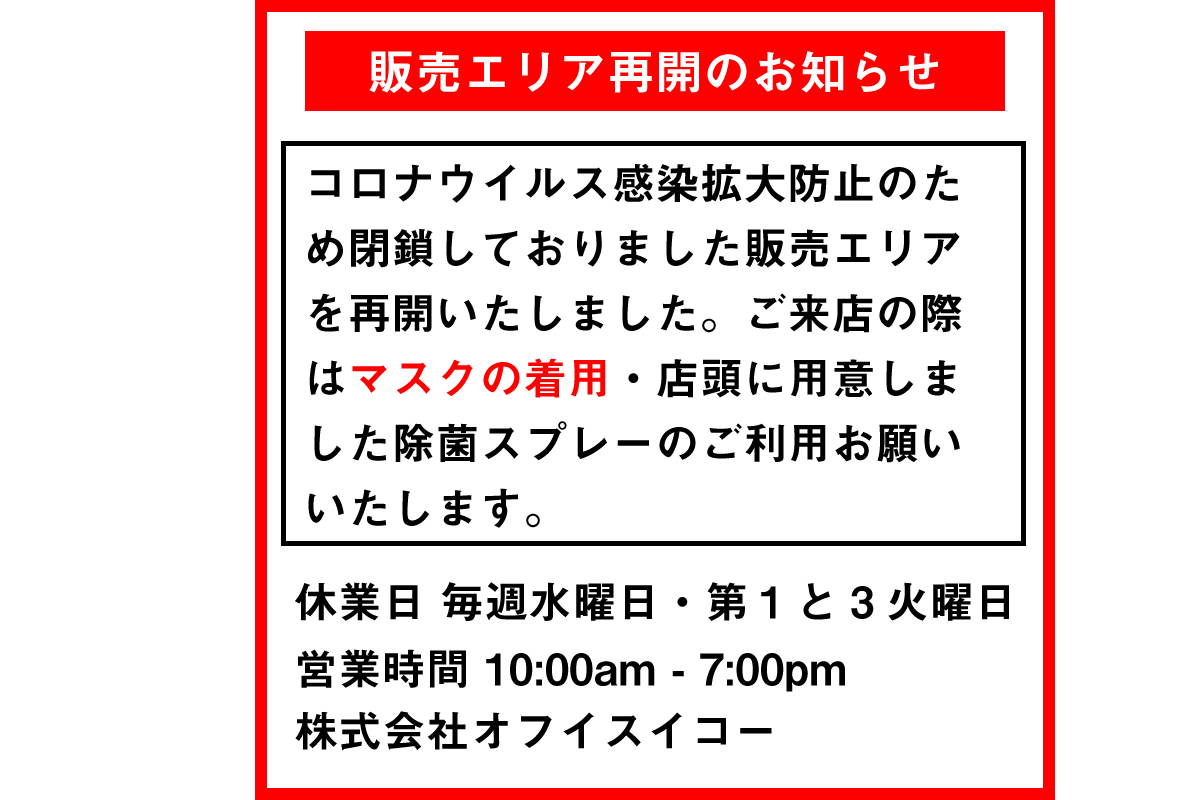 販売エリア再開のお知らせ
コロナウイルス感染拡大防止のた
め閉鎖しておりました販売エリア
を再開いたしました。ご来店の際
はマスクの着用・店頭に用意しま
した除菌スプレーのご利用お願い
いたします。
休業日 毎週水曜日・第1と3火曜日
営業時間 10:00am - 7:00pm
株式会社オフイスイコー